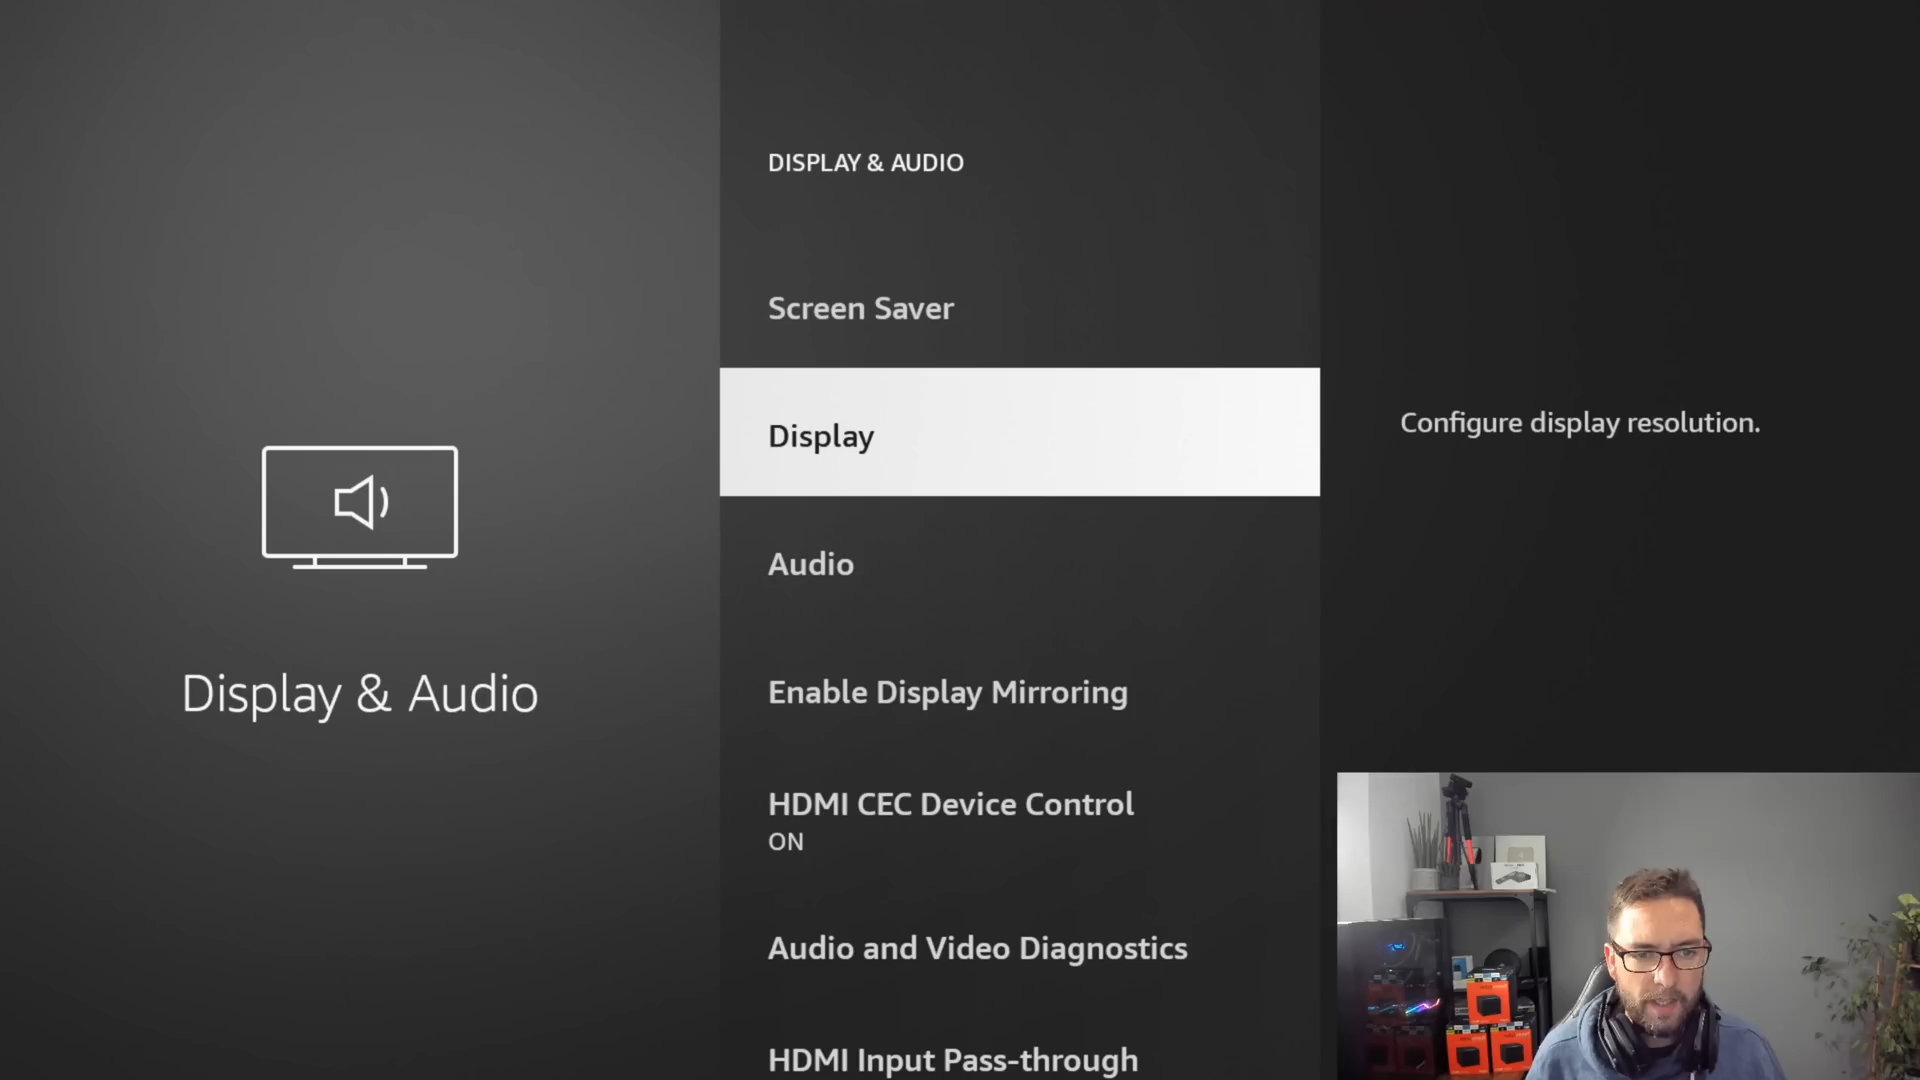 DISPLAY & AUDIO
Screen Saver
Display
Configure display resolution.
Audio
Display & Audio
Enable Display Mirroring
HDMI CEC Device Control
ON
Audio and Video Diagnostics
HDMI Input Pass-through